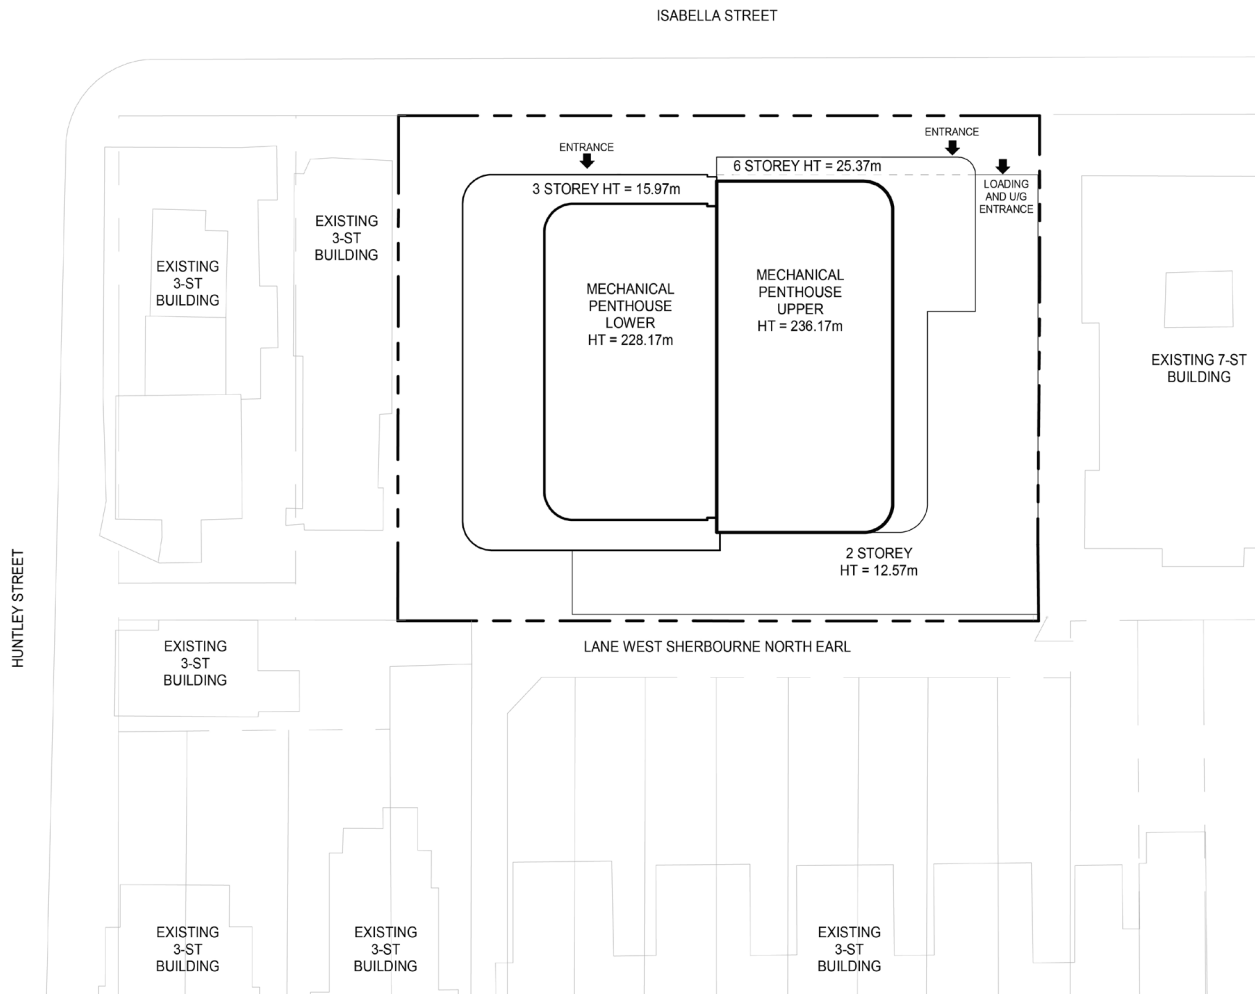 ISABELLA STREET
ENTRANCE
ENTRANCE
6 STOREY HT = 25.37m
3 STOREY HT = 15.97m
LOADING
AND U/G
ENTRANCE
EXISTING
3-ST
BUILDING
EXISTING
3-ST
BUILDING
MECHANICAL
PENTHOUSE
LOWER
HT = 228.17m
MECHANICAL
PENTHOUSE
UPPER
HT = 236.17m
EXISTING 7-ST
BUILDING
2 STOREY
HT = 12.57m
HUNTLEY STREET
EXISTING
3-ST
BUILDING
LANE WEST SHERBOURNE NORTH EARL
EXISTING
3-ST
BUILDING
EXISTING
3-ST
BUILDING
EXISTING
3-ST
BUILDING